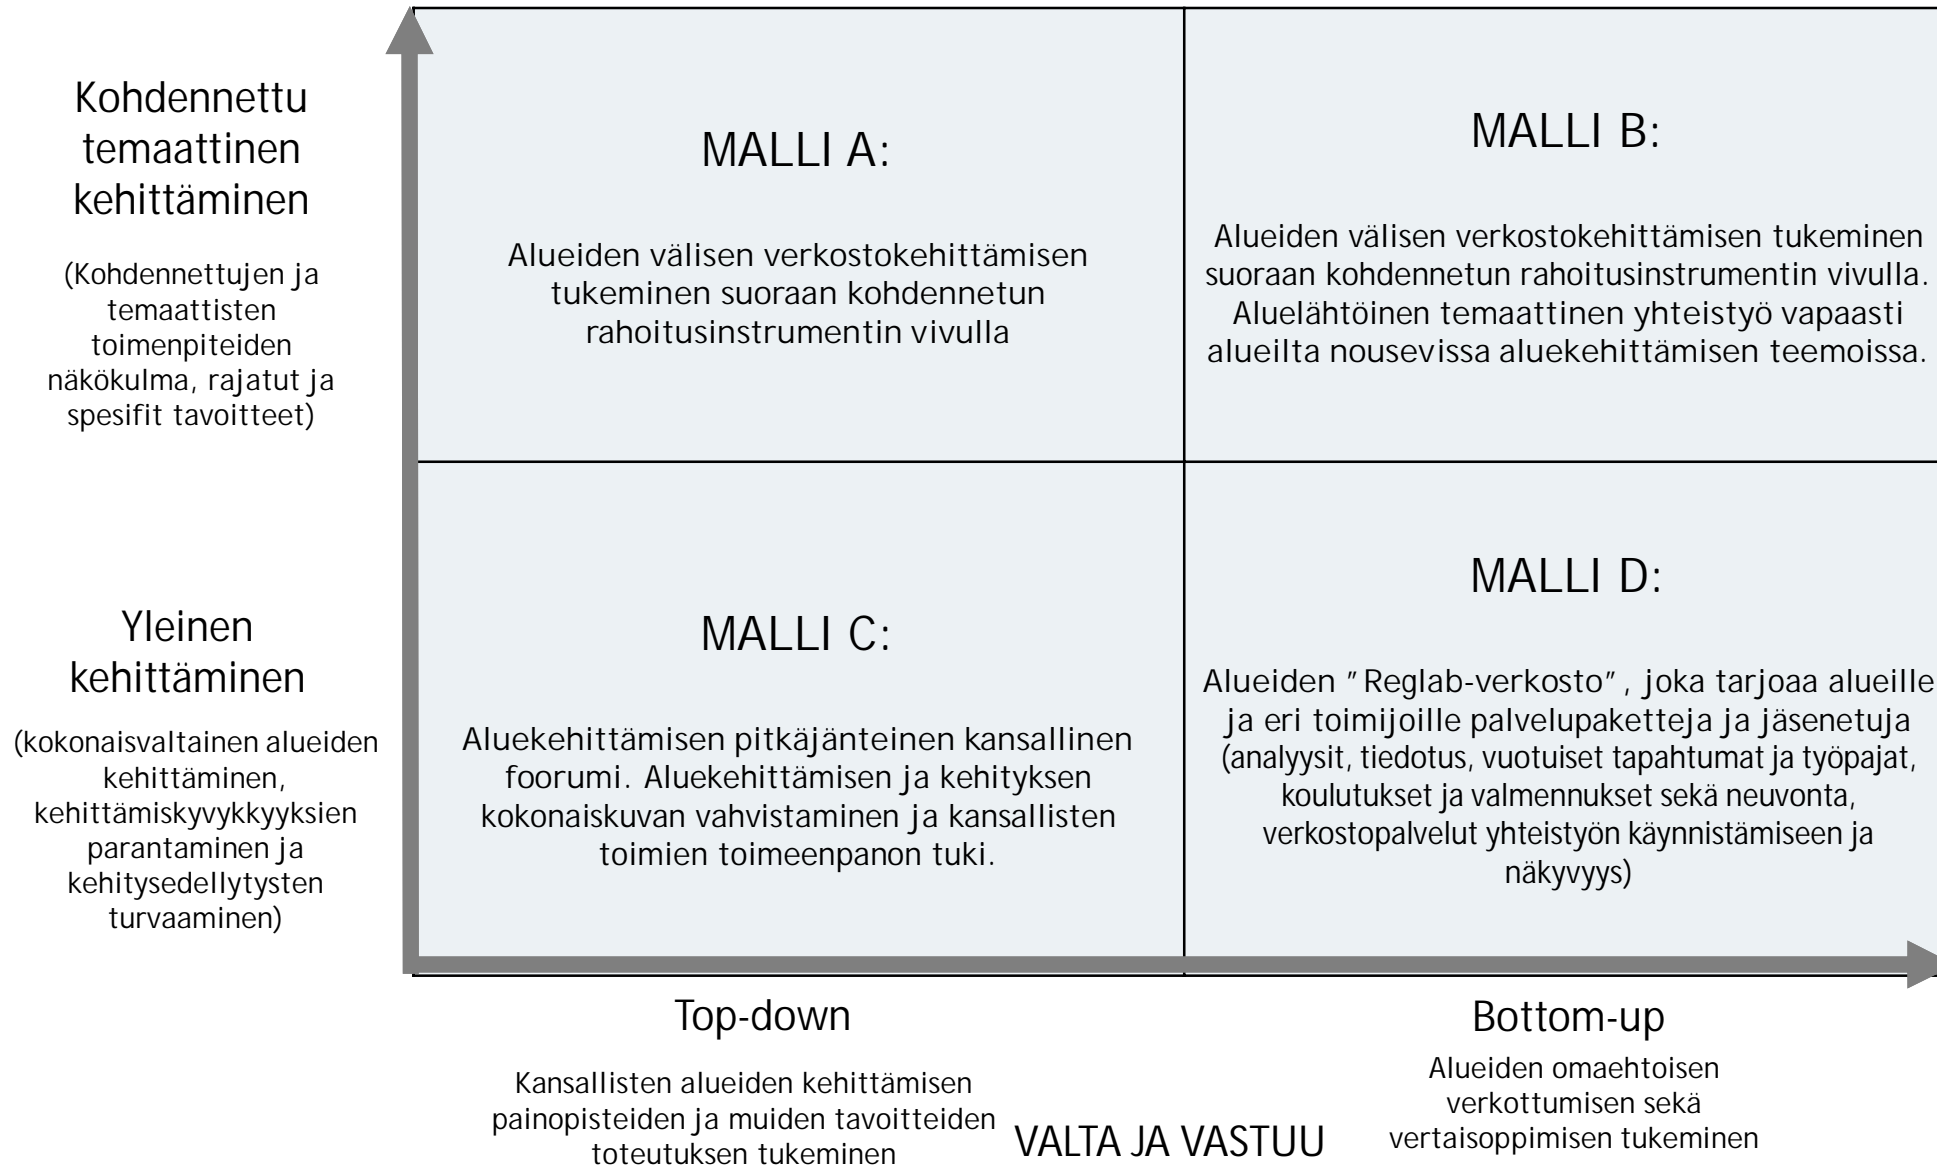 Kohdennettu
temaattinen
kehittäminen
(Kohdennettujen ja
temaattisten
toimenpiteiden
näkökulma, rajatut ja
spesifit tavoitteet)
MALLI A:
Alueiden välisen verkostokehittämisen
tukeminen suoraan kohdennetun
rahoitusinstrumentin vivulla
MALLI B:
Alueiden välisen verkostokehittämisen tukeminen
suoraan kohdennetun rahoitusinstrumentin vivulla.
Aluelähtöinen temaattinen yhteistyö vapaasti
alueilta nousevissa aluekehittämisen teemoissa.
Yleinen
kehittäminen
(kokonaisvaltainen alueiden
kehittäminen,
kehittämiskyvykkyyksien
parantaminen ja
kehitysedellytysten
turvaaminen)
MALLI C:
Aluekehittämisen pitkäjänteinen kansallinen
foorumi. Aluekehittämisen ja kehityksen
kokonaiskuvan vahvistaminen ja kansallisten
toimien toimeenpanon tuki.
MALLI D:
Alueiden "Reglab-verkosto", joka tarjoaa alueille
ja eri toimijoille palvelupaketteja ja jäsenetuja
(analyysit, tiedotus, vuotuiset tapahtumat ja työpajat,
koulutukset ja valmennukset sekä neuvonta,
verkostopalvelut yhteistyön käynnistämiseen ja
näkyvyys)
Top-down
Kansallisten alueiden kehittämisen
painopisteiden ja muiden tavoitteiden
toteutuksen tukeminen
VALTA JA VASTUU
Bottom-up
Alueiden omaehtoisen
verkottumisen sekä
vertaisoppimisen tukeminen